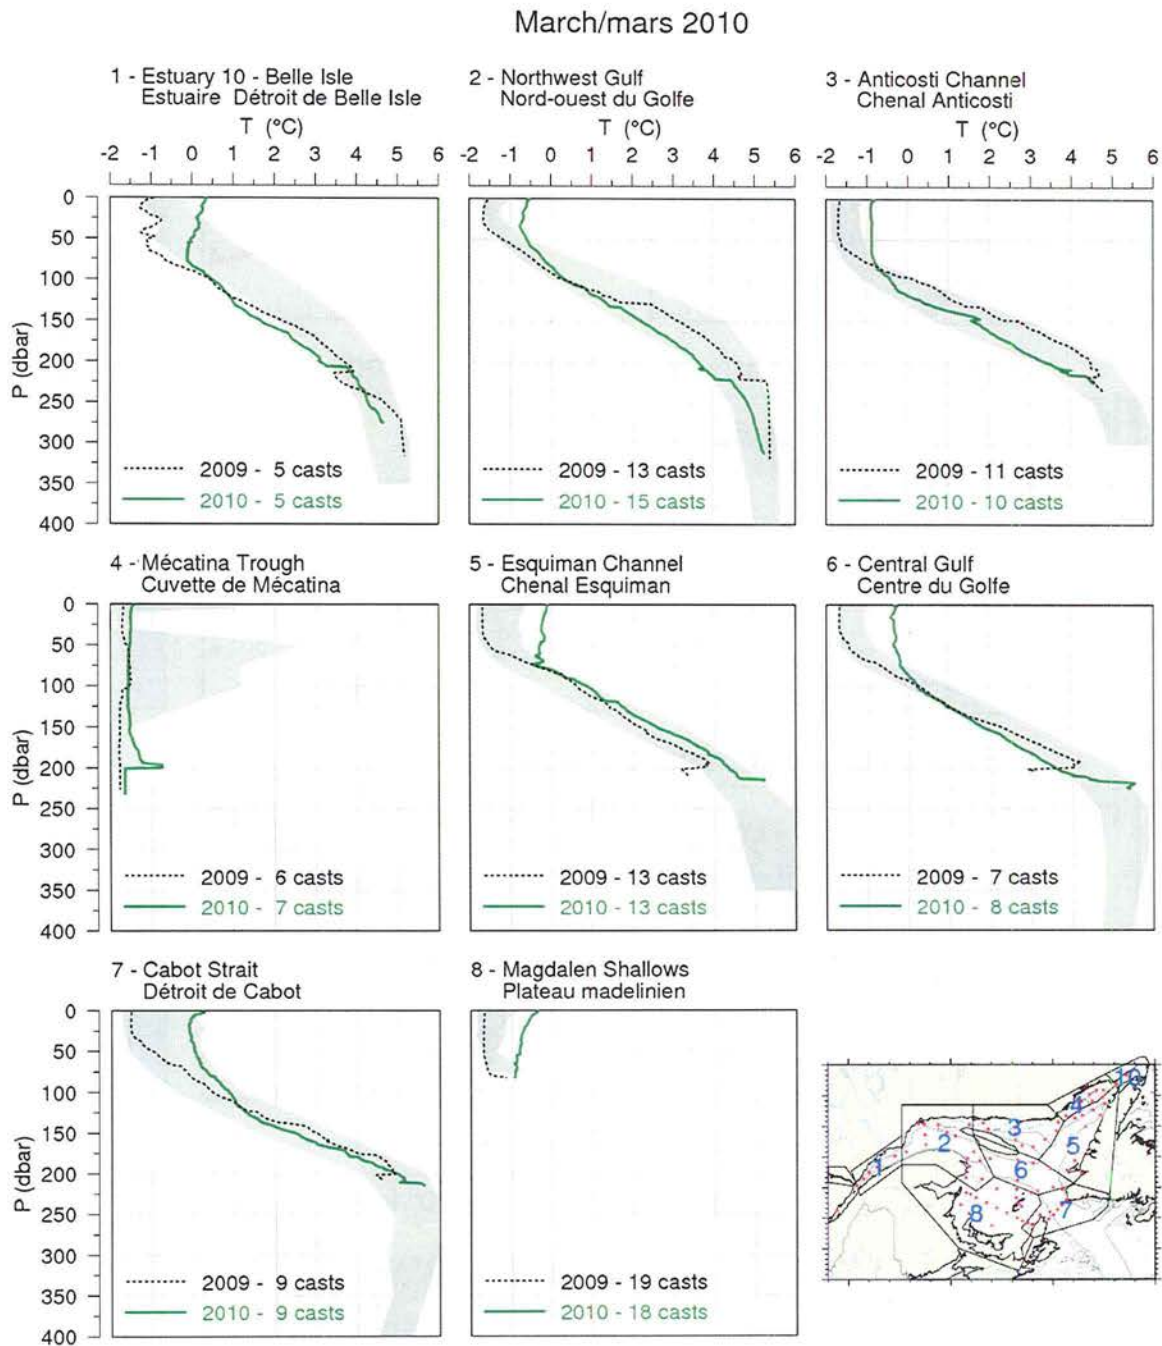 March/mars 2010
1 - Estuary 10 - Belle Isle
Estuaire Détroit de Belle Isle
T (°C)
-2 -1 0 1 2 3 4 5 6
2 - Northwest Gulf
Nord-ouest du Golfe
T (°C)
-2 -1 0 1 2 3 4 5 6
3 - Anticosti Channel
Chenal Anticosti
T (°C)
-2 -1 0 1 2 3 4 5 6
P (dbar)
0
50
100
150
200
250
300
350
400
2009 - 5 casts
2010 - 5 casts
2009 - 13 casts
2010 - 15 casts
2009 - 11 casts
2010 - 10 casts
4 - Mécatina Trough
Cuvette de Mécatina
5 - Esquiman Channel
Chenal Esquiman
6 - Central Gulf
Centre du Golfe
P (dbar)
0
50
100
150
200
250
300
350
400
2009 - 6 casts
2010 - 7 casts
2009 - 13 casts
2010 - 13 casts
2009 - 7 casts
2010 - 8 casts
7 - Cabot Strait
Détroit de Cabot
8 - Magdalen Shallows
Plateau madelinien
P (dbar)
0
50
100
150
200
250
300
350
400
2009 - 9 casts
2010 - 9 casts
2009 - 19 casts
2010 - 18 casts
10
4
3
5
2
1
6
8
7